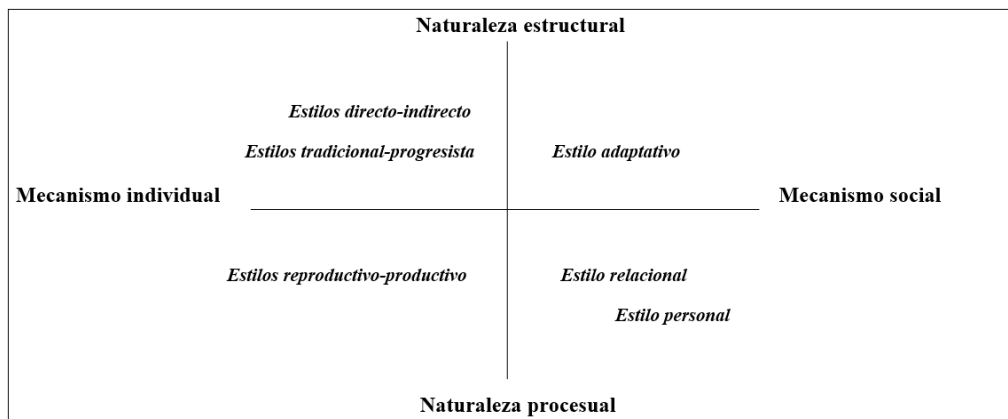 Naturaleza estructural
Estilos directo-indirecto
Estilos tradicional-progresista
Estilo adaptativo
Mecanismo individual
Mecanismo social
Estilos reproductivo-productivo
Estilo relacional
Estilo personal
Naturaleza procesual